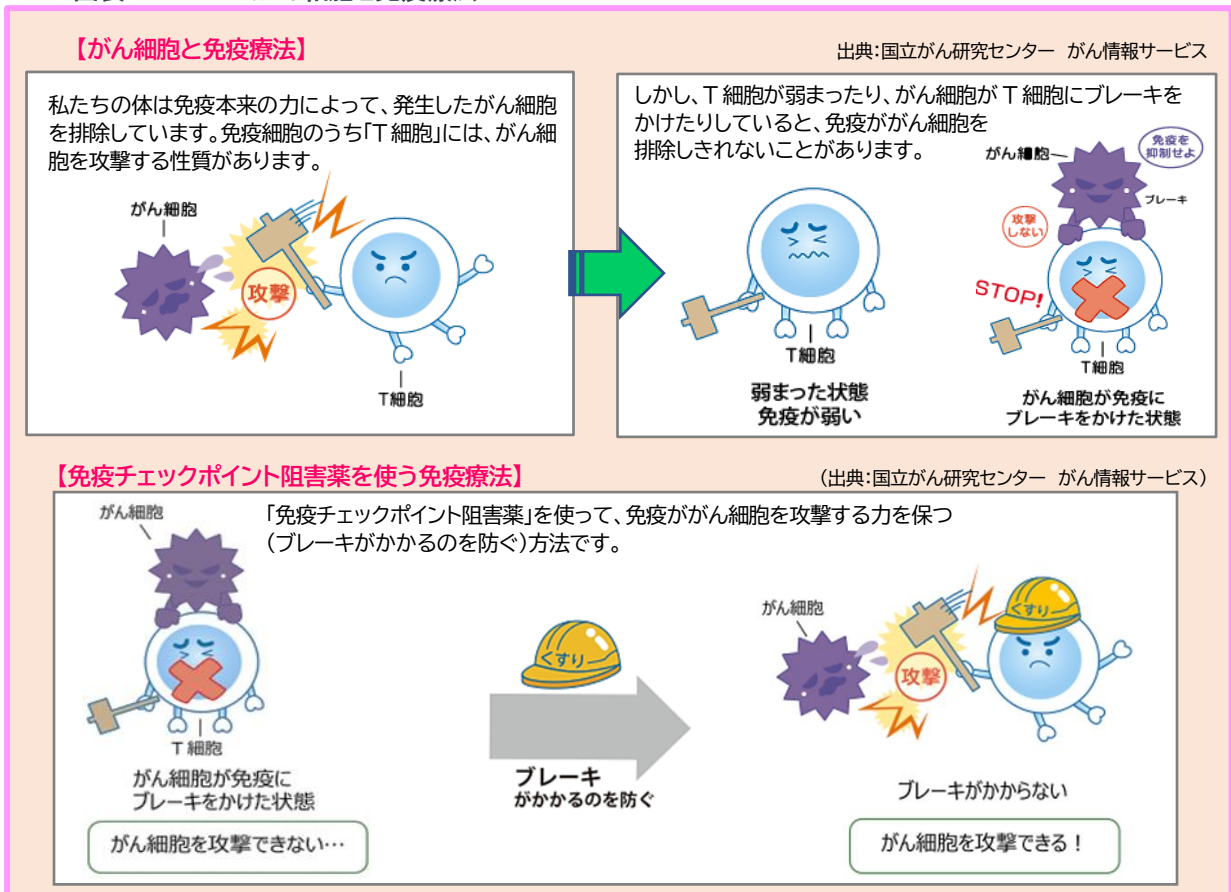 【がん細胞と免疫療法】
出典:国立がん研究センター がん情報サービス
私たちの体は免疫本来の力によって、発生したがん細胞
を排除しています。免疫細胞のうち「T細胞」には、がん細
胞を攻撃する性質があります。
がん細胞
攻撃
T細胞
しかし、T細胞が弱まったり、がん細胞がT細胞にブレーキを
かけたりしていると、免疫ががん細胞を
排除しきれないことがあります。
T細胞
弱まった状態
免疫が弱い
がん細胞
免疫を
抑制せよ
ブレーキ
攻撃
しない
STOP!
T細胞
がん細胞が免疫に
ブレーキをかけた状態
【免疫チェックポイント阻害薬を使う免疫療法】
(出典:国立がん研究センター がん情報サービス)
「免疫チェックポイント阻害薬」を使って、免疫ががん細胞を攻撃する力を保つ
(ブレーキがかかるのを防ぐ)方法です。
がん細胞
T細胞
がん細胞が免疫に
ブレーキをかけた状態
がん細胞を攻撃できない…
くすり
ブレーキ
がかかるのを防ぐ
がん細胞
くすり
攻撃
ブレーキがかからない
がん細胞を攻撃できる!